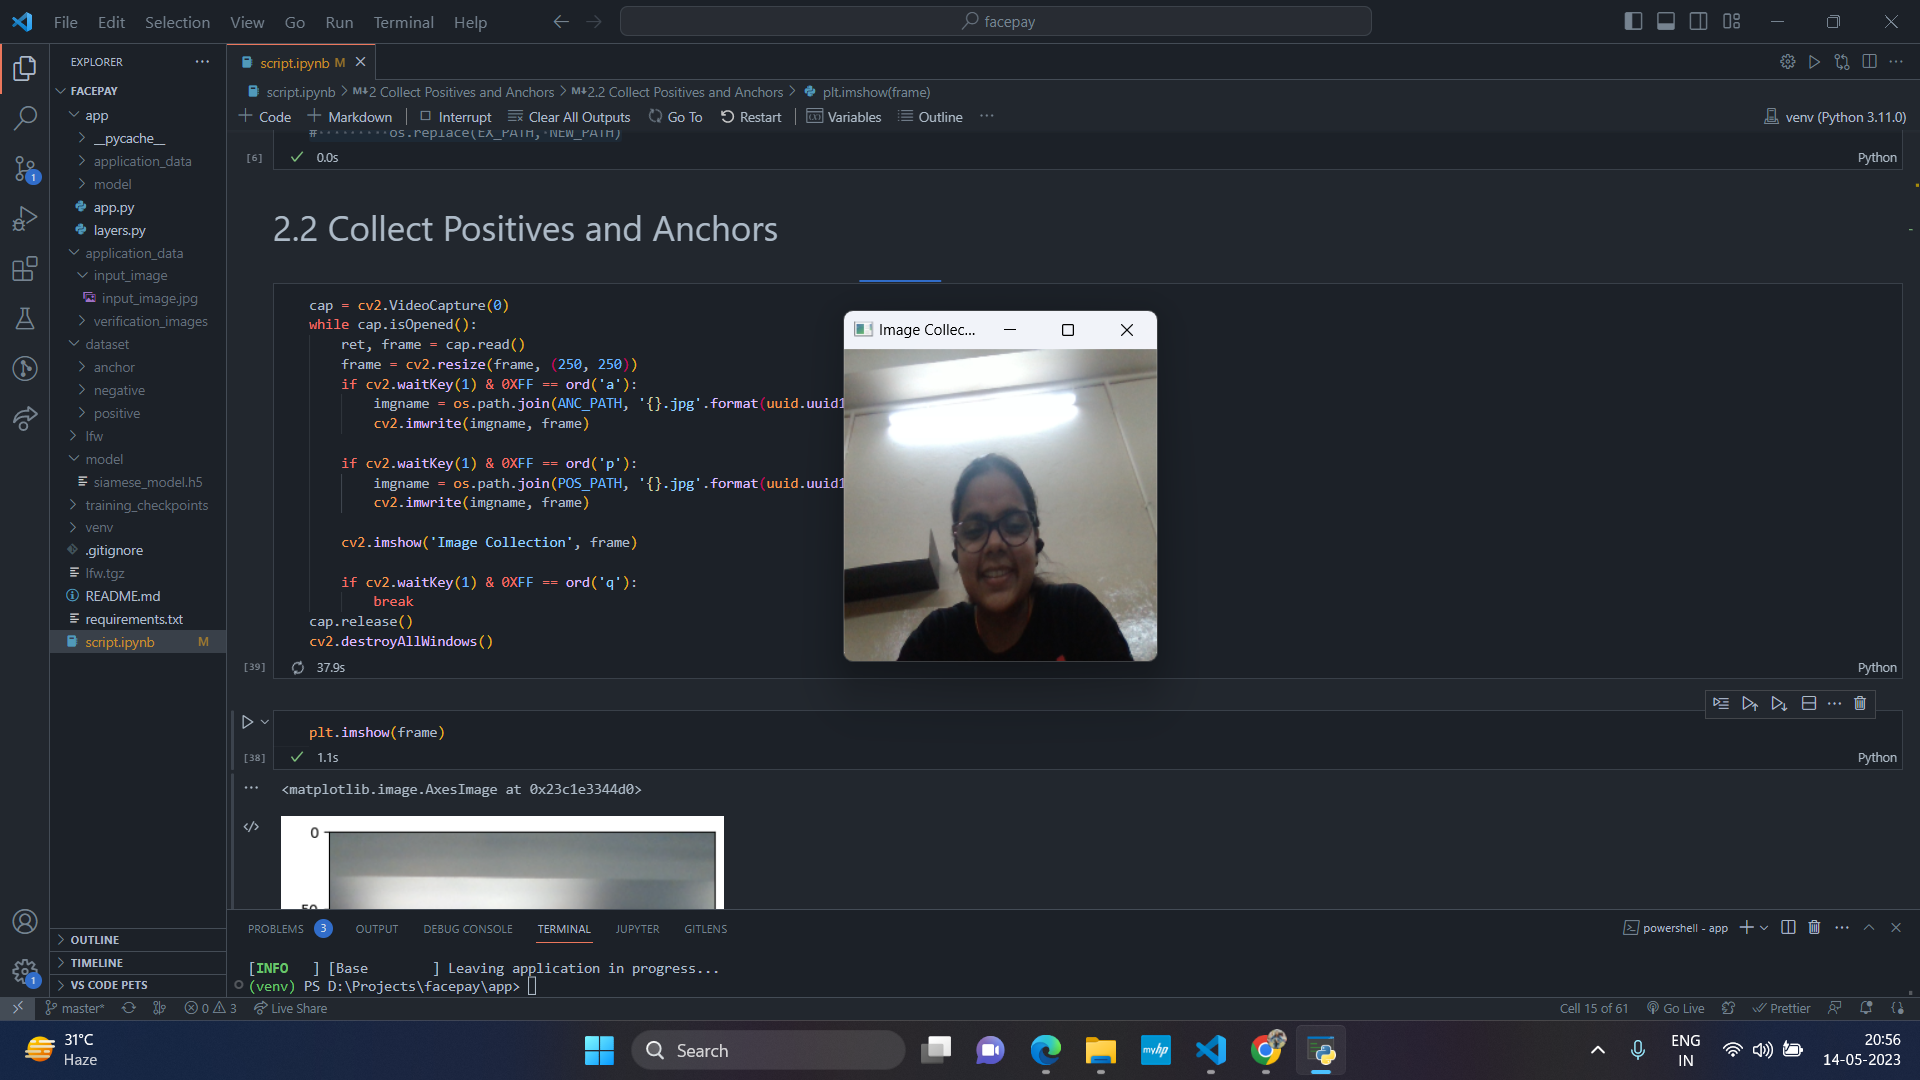 File Edit Selection View Go Run Terminal Help
facepay
EXPLORER
FACEPAY
app
__pycache__
application_data
model
app.py
layers.py
application_data
input_image
input_image.jpg
verification_images
dataset
anchor
negative
positive
lfw
model
siamese_model.h5
training_checkpoints
venv
.gitignore
lfw.tgz
README.md
requirements.txt
script.ipynb M
OUTLINE
TIMELINE
VS CODE PETS
script.ipynb M
script.ipynb > M↓2 Collect Positives and Anchors > M↓2.2 Collect Positives and Anchors > plt.imshow(frame)
Code Markdown Interrupt Clear All Outputs Go To Restart Variables Outline ... venv (Python 3.11.0)
# os.replace(EX_PATH, NEW_PATH)
[6] 0.0s Python
2.2 Collect Positives and Anchors
cap = cv2.VideoCapture(0)
while cap.isOpened():
ret, frame = cap.read()
frame = cv2.resize(frame, (250, 250))
if cv2.waitKey(1) & 0XFF == ord('a'):
imgname = os.path.join(ANC_PATH, '{}.jpg'.format(uuid.uuid1
cv2.imwrite(imgname, frame)
if cv2.waitKey(1) & 0XFF == ord('p'):
imgname = os.path.join(POS_PATH, '{}.jpg'.format(uuid.uuid1
cv2.imwrite(imgname, frame)
cv2.imshow('Image Collection', frame)
if cv2.waitKey(1) & 0XFF == ord('q'):
break
cap.release()
cv2.destroyAllWindows()
[39] 37.9s Python
Image Collec...
plt.imshow(frame)
[38] 1.1s Python
<matplotlib.image.AxesImage at 0x23c1e3344d0>
0
50
PROBLEMS 3 OUTPUT DEBUG CONSOLE TERMINAL JUPYTER GITLENS
powershell - app
[INFO ] [Base ] Leaving application in progress...
(venv) PS D:\Projects\facepay\app>
master* 0 3 Live Share Cell 15 of 61 Go Live Prettier
31°C
Haze
Search
myhp
ENG
IN
20:56
14-05-2023